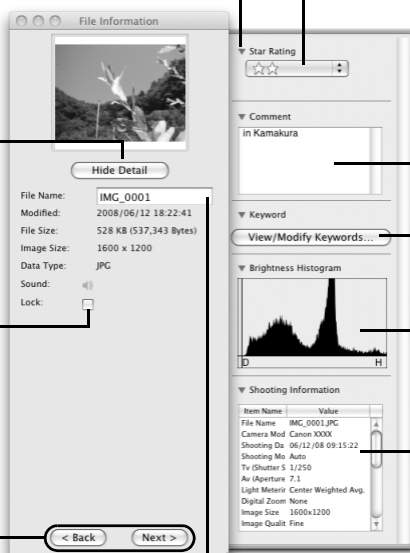 File Information
Hide Detail
File Name: IMG_0001
Modified: 2008/06/12 18:22:41
File Size: 528 KB (537,343 Bytes)
Image Size: 1600 x 1200
Data Type: JPG
Sound:
Lock:
< Back Next >
Star Rating
☆☆
Comment
in Kamakura
Keyword
View/Modify Keywords...
Brightness Histogram
D H
Shooting Information
Item Name Value
File Name IMG_0001.JPG
Camera Mod Canon XXXX
Shooting Da 06/12/08 09:15:22
Shooting Mo Auto
Tv (Shutter S 1/250
Av (Aperture 7.1
Light Meterin Center Weighted Avg.
Digital Zoom None
Image Size 1600x1200
Image Qualit Fine